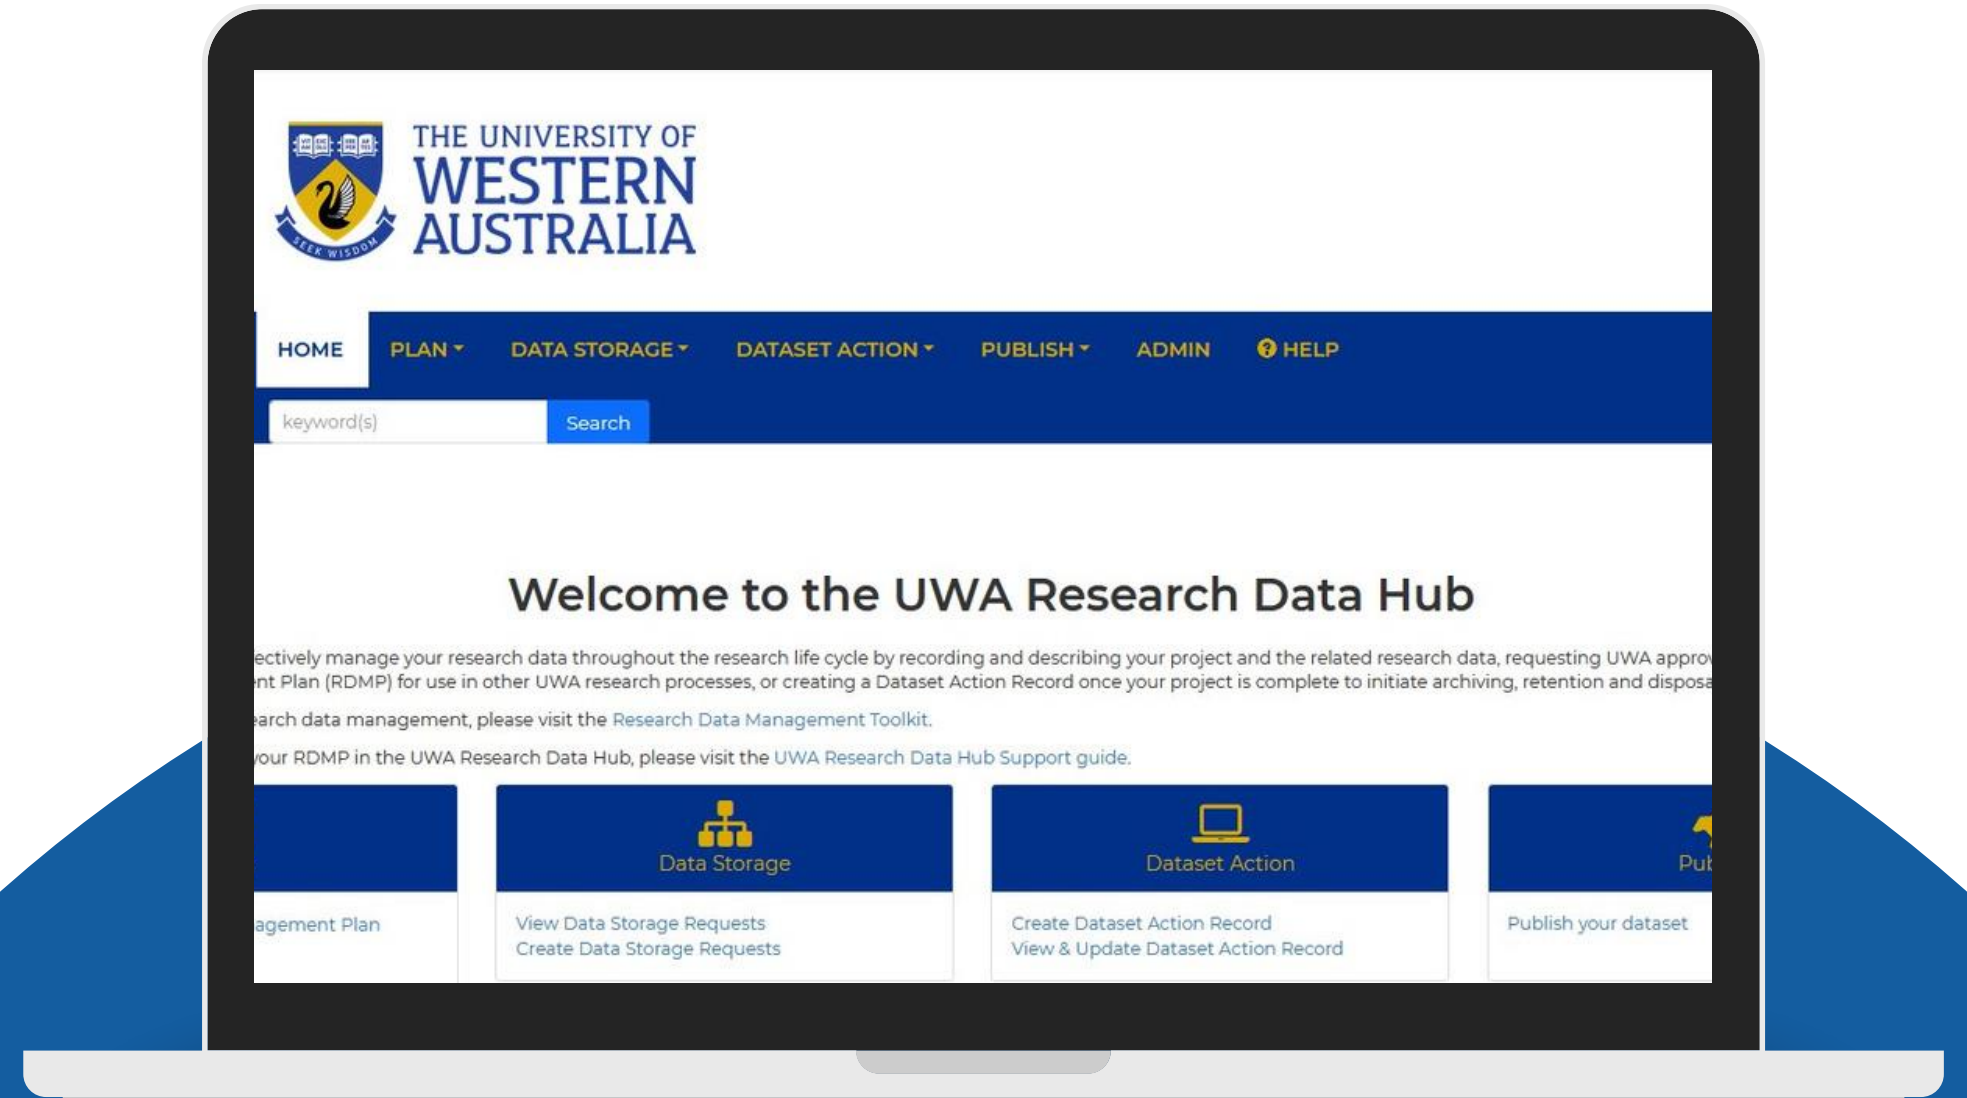 THE UNIVERSITY OF
WESTERN
AUSTRALIA
SEEK WISDOM
HOME PLAN DATA STORAGE DATASET ACTION PUBLISH ADMIN HELP
keyword(s) Search
Welcome to the UWA Research Data Hub
ectively manage your research data throughout the research life cycle by recording and describing your project and the related research data, requesting UWA approv
nt Plan (RDMP) for use in other UWA research processes, or creating a Dataset Action Record once your project is complete to initiate archiving, retention and disposa
earch data management, please visit the Research Data Management Toolkit.
your RDMP in the UWA Research Data Hub, please visit the UWA Research Data Hub Support guide.
Data Storage Dataset Action Pub
agement Plan View Data Storage Requests Create Dataset Action Record Publish your dataset
Create Data Storage Requests View & Update Dataset Action Record